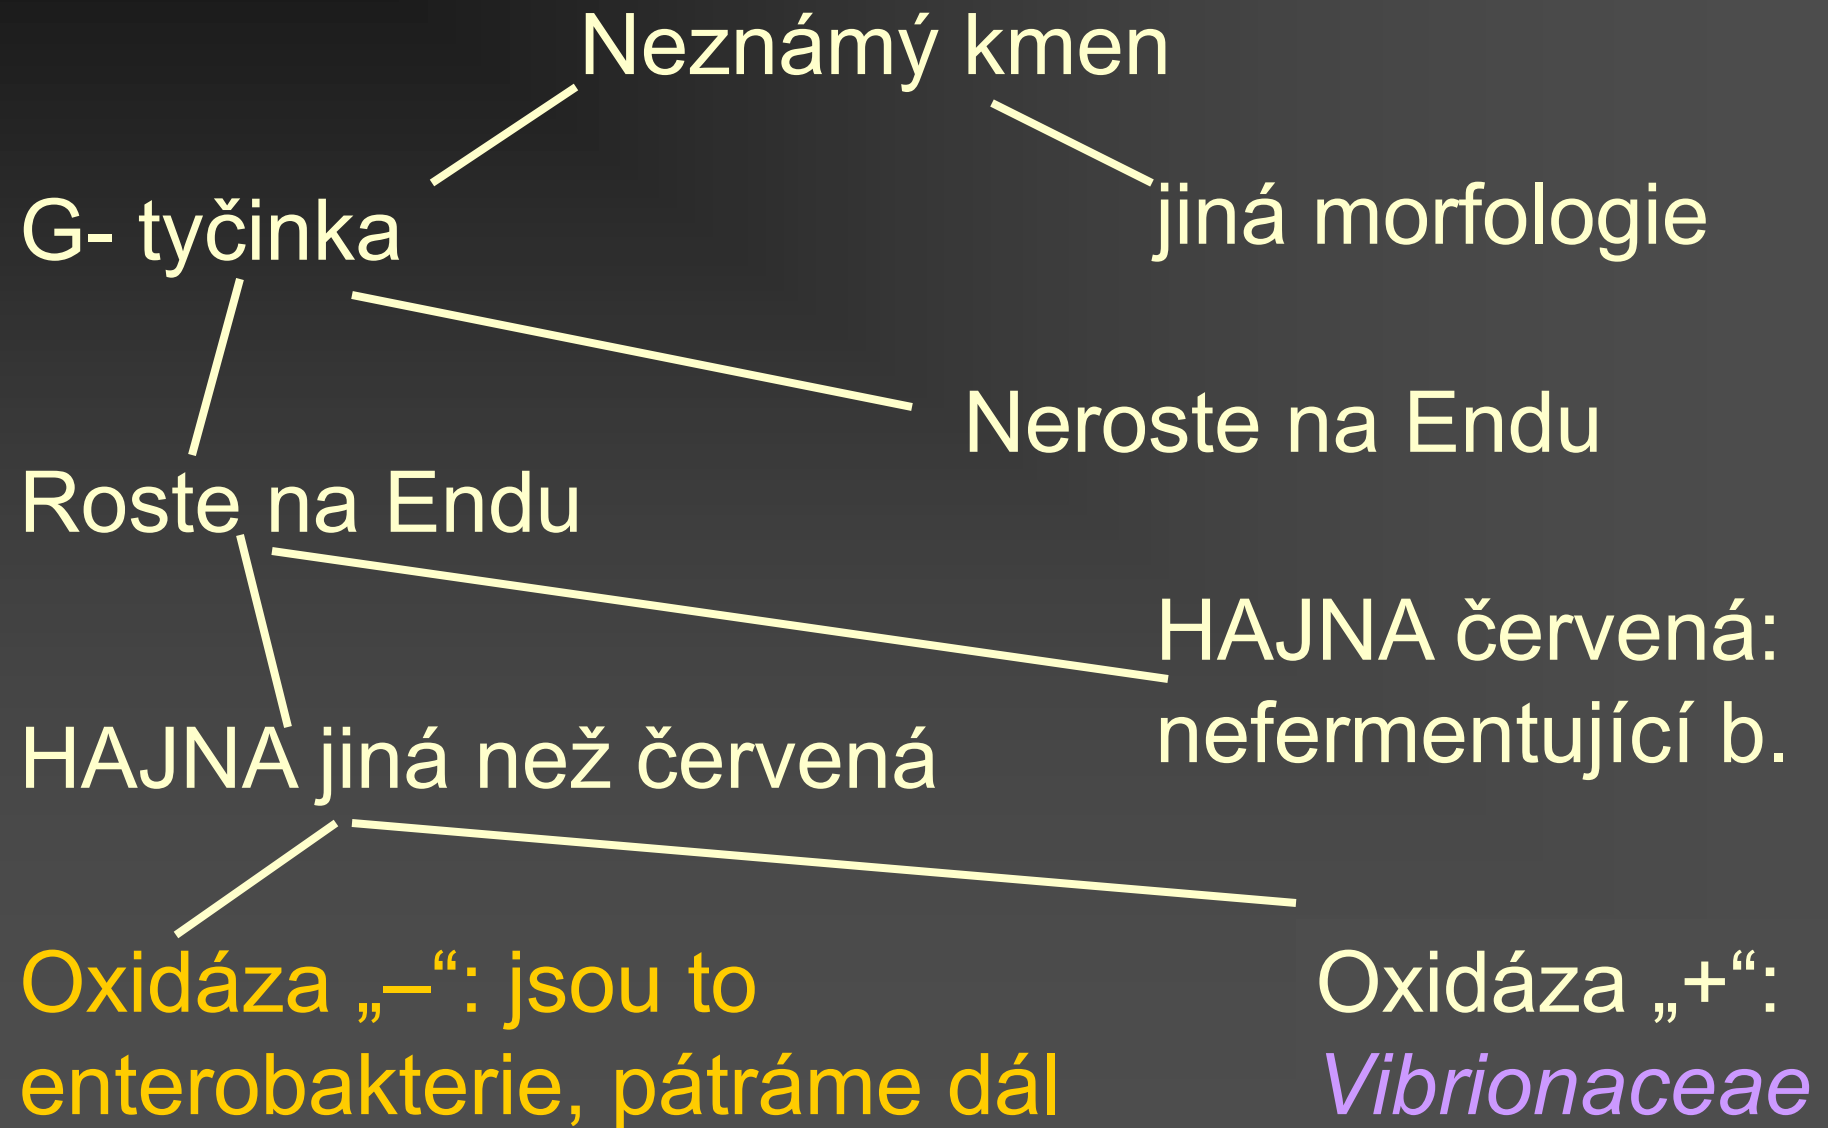 Neznámý kmen
G- tyčinka
jiná morfologie
Neroste na Endu
Roste na Endu
HAJNA červená:
nefermentující b.
HAJNA jiná než červená
Oxidáza „–“: jsou to
enterobakterie, pátráme dál
Oxidáza „+“:
Vibrionaceae